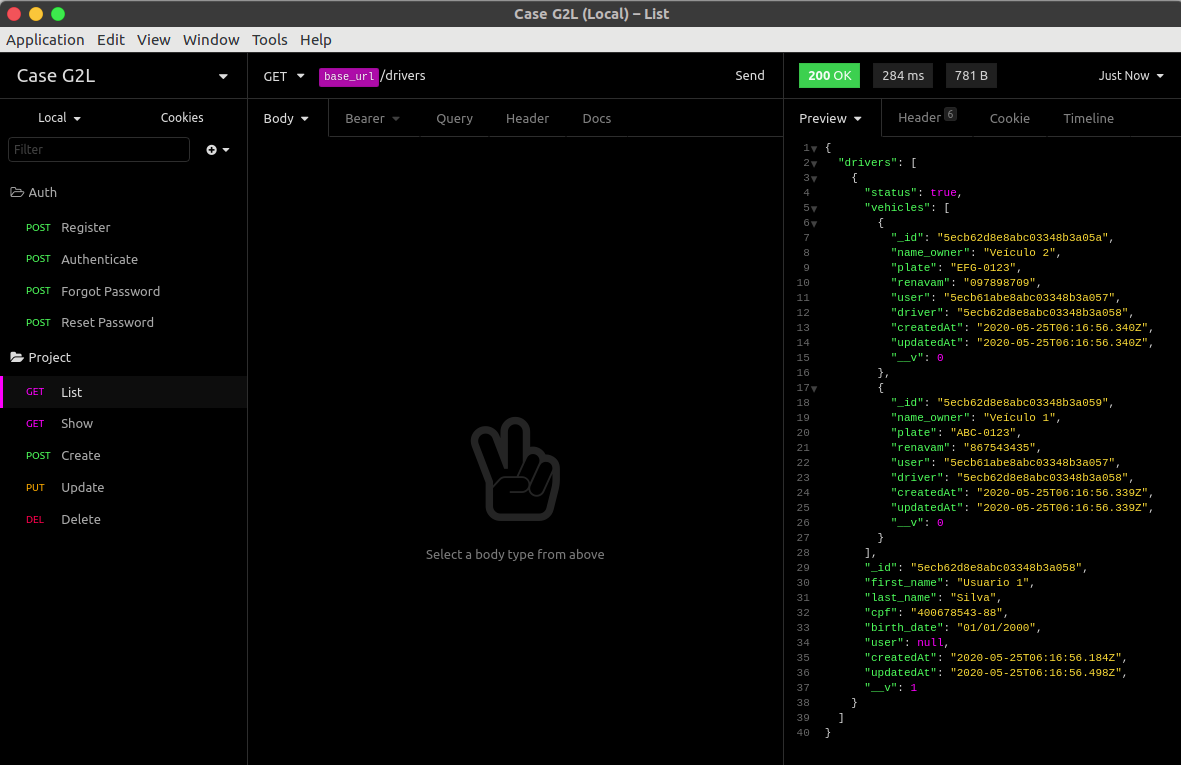 Case G2L (Local) – List
Application Edit View Window Tools Help
Case G2L
Local
Cookies
Filter
Auth
POST Register
POST Authenticate
POST Forgot Password
POST Reset Password
Project
GET List
GET Show
POST Create
PUT Update
DEL Delete
GET base_url/drivers Send
Body Bearer Query Header Docs
Select a body type from above
200 OK 284 ms 781 B Just Now
Preview Header 6 Cookie Timeline
1 {
2 "drivers": [
3 {
4 "status": true,
5 "vehicles": [
6 {
7 "_id": "5ecb62d8e8abc03348b3a05a",
8 "name_owner": "Veículo 2",
9 "plate": "EFG-0123",
10 "renavam": "097898709",
11 "user": "5ecb61abe8abc03348b3a057",
12 "driver": "5ecb62d8e8abc03348b3a058",
13 "createdAt": "2020-05-25T06:16:56.340Z",
14 "updatedAt": "2020-05-25T06:16:56.340Z",
15 "__v": 0
16 },
17 {
18 "_id": "5ecb62d8e8abc03348b3a059",
19 "name_owner": "Veículo 1",
20 "plate": "ABC-0123",
21 "renavam": "867543435",
22 "user": "5ecb61abe8abc03348b3a057",
23 "driver": "5ecb62d8e8abc03348b3a058",
24 "createdAt": "2020-05-25T06:16:56.339Z",
25 "updatedAt": "2020-05-25T06:16:56.339Z",
26 "__v": 0
27 }
28 ],
29 "_id": "5ecb62d8e8abc03348b3a058",
30 "first_name": "Usuario 1",
31 "last_name": "Silva",
32 "cpf": "400678543-88",
33 "birth_date": "01/01/2000",
34 "user": null,
35 "createdAt": "2020-05-25T06:16:56.184Z",
36 "updatedAt": "2020-05-25T06:16:56.498Z",
37 "__v": 1
38 }
39 ]
40 }